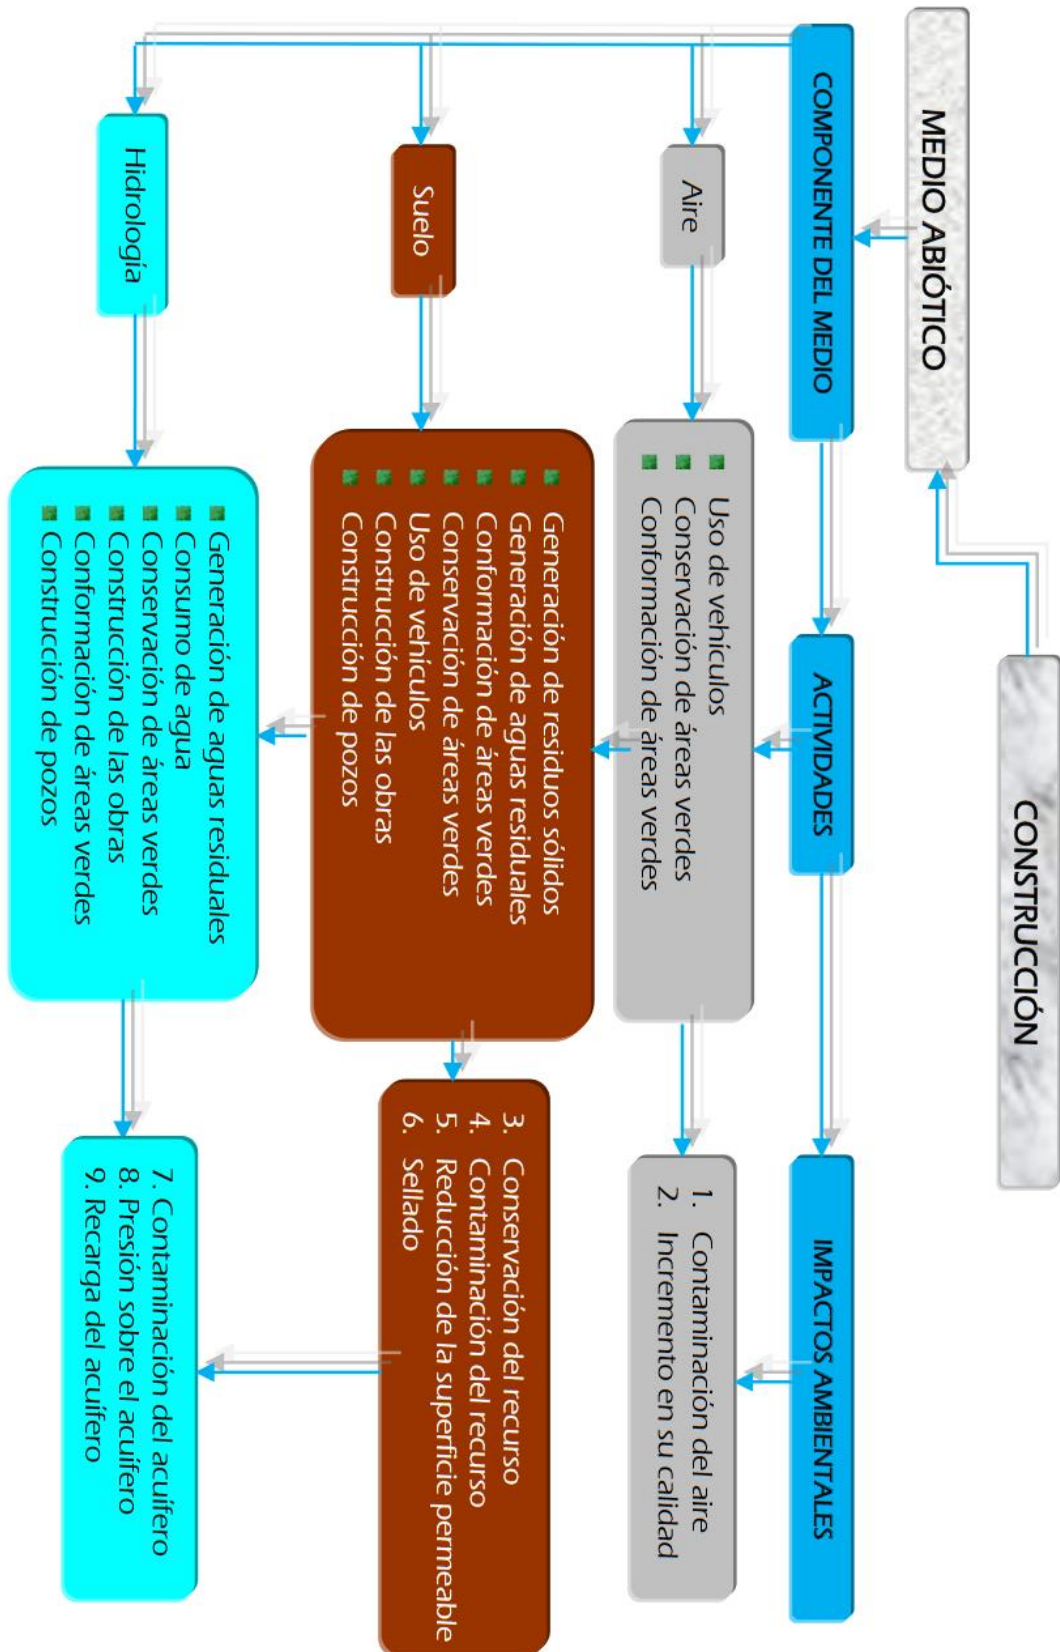 CONSTRUCCIÓN
MEDIO ABIÓTICO
COMPONENTE DEL MEDIO
ACTIVIDADES
IMPACTOS AMBIENTALES
Aire
Uso de vehículos
Conservación de áreas verdes
Conformación de áreas verdes
1. Contaminación del aire
2. Incremento en su calidad
Suelo
Generación de residuos sólidos
Generación de aguas residuales
Conformación de áreas verdes
Conservación de áreas verdes
Uso de vehículos
Construcción de las obras
Construcción de pozos
3. Conservación del recurso
4. Contaminación del recurso
5. Reducción de la superficie permeable
6. Sellado
Hidrología
Generación de aguas residuales
Consumo de agua
Conservación de áreas verdes
Construcción de las obras
Conformación de áreas verdes
Construcción de pozos
7. Contaminación del acuífero
8. Presión sobre el acuífero
9. Recarga del acuífero